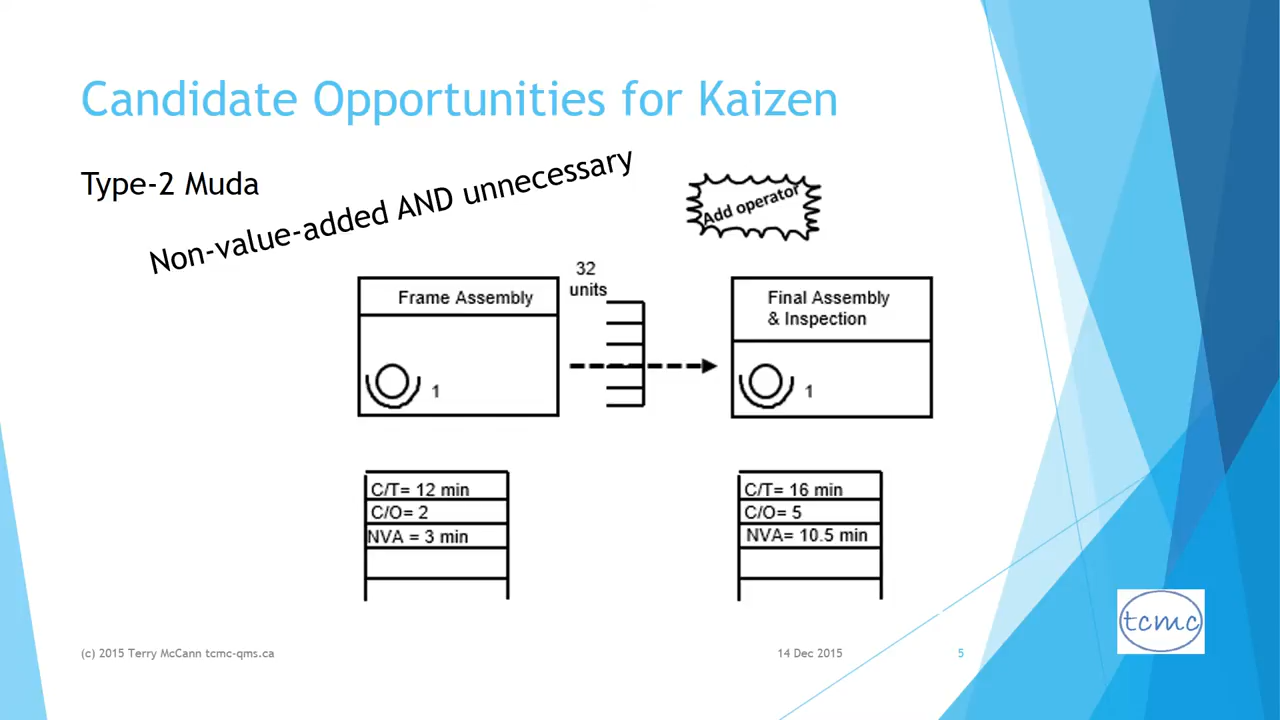 Candidate Opportunities for Kaizen
Type-2 Muda
Non-value-added AND unnecessary
Add operator
32
units
Frame Assembly
1
Final Assembly
& Inspection
1
C/T= 12 min
C/O= 2
NVA = 3 min
C/T= 16 min
C/O= 5
NVA= 10.5 min
tcmc
(c) 2015 Terry McCann tcmc-qms.ca
14 Dec 2015
5